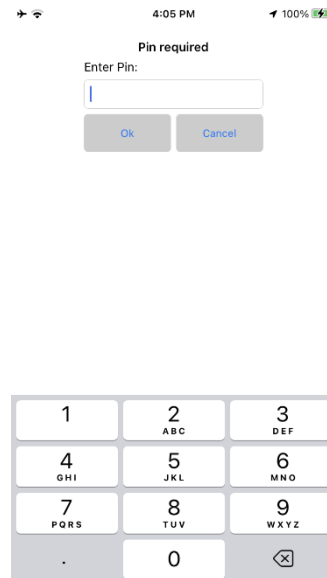 4:05 PM 100%
Pin required
Enter Pin:
Ok Cancel
1 2 3
ABC DEF
4 5 6
GHI JKL MNO
7 8 9
PQRS TUV WXYZ
. 0